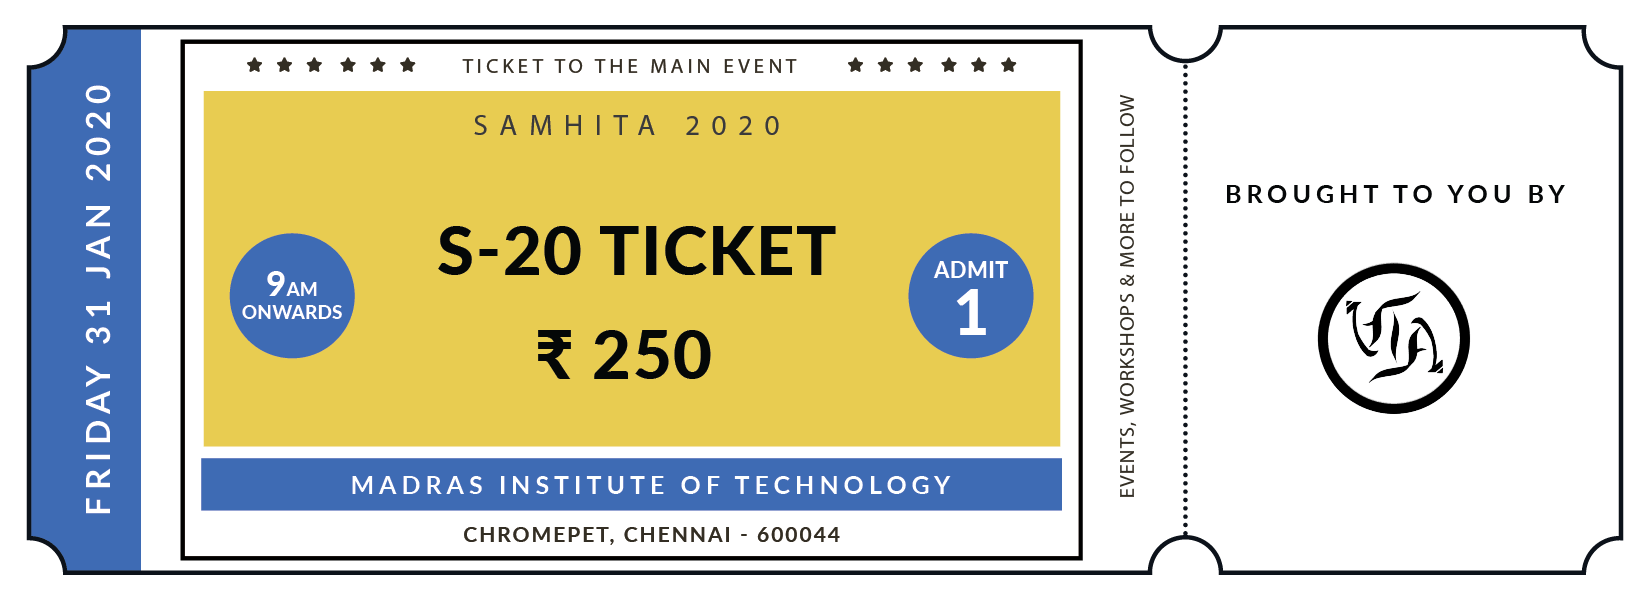 FRIDAY 31 JAN 2020
TICKET TO THE MAIN EVENT
SAMHITA 2020
S-20 TICKET
₹ 250
9AM
ONWARDS
ADMIT
1
MADRAS INSTITUTE OF TECHNOLOGY
CHROMEPET, CHENNAI - 600044
EVENTS, WORKSHOPS & MORE TO FOLLOW
BROUGHT TO YOU BY